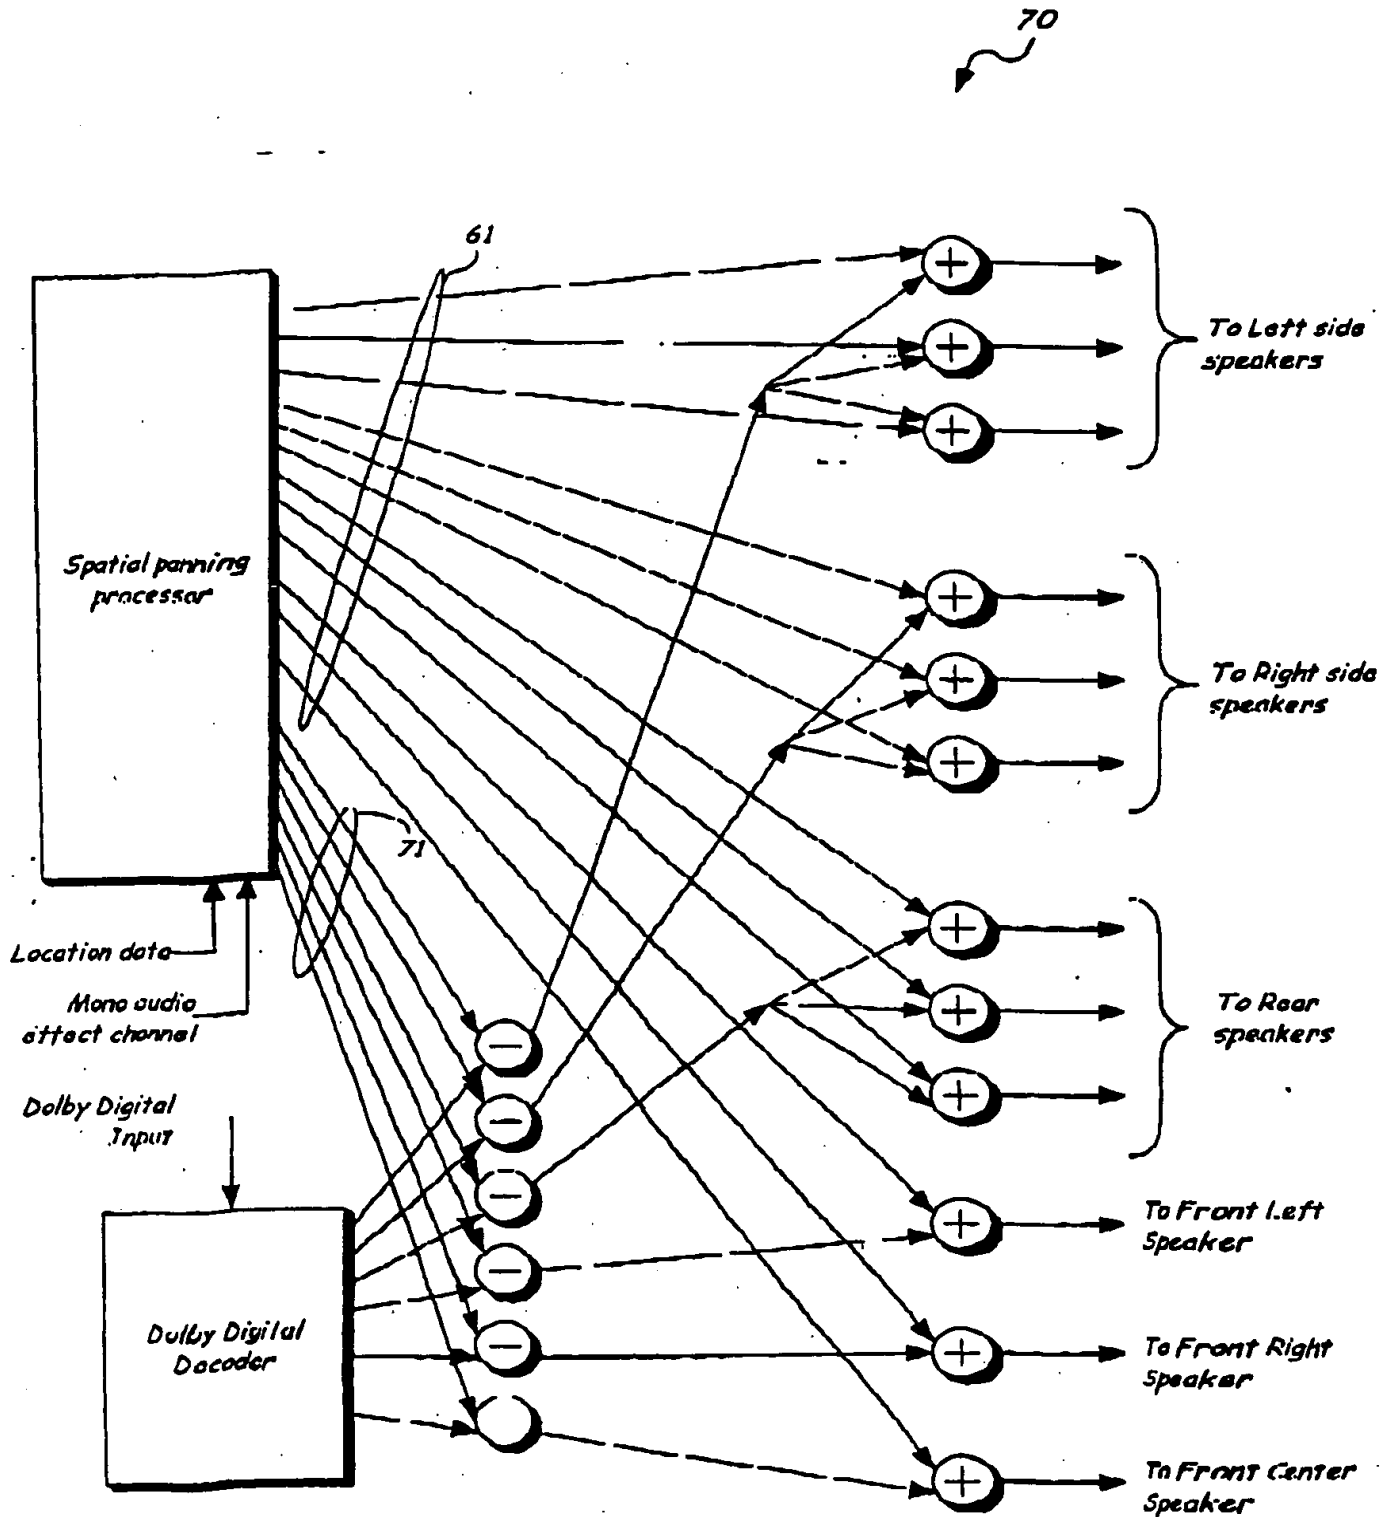 70
61
To Left side
speakers
Spatial panning
processor
To Right side
speakers
71
Location data
Mono audio
effect channel
To Rear
speakers
Dolby Digital
Input
To Front Left
Speaker
Dolby Digital
Decoder
To Front Right
Speaker
To Front Center
Speaker